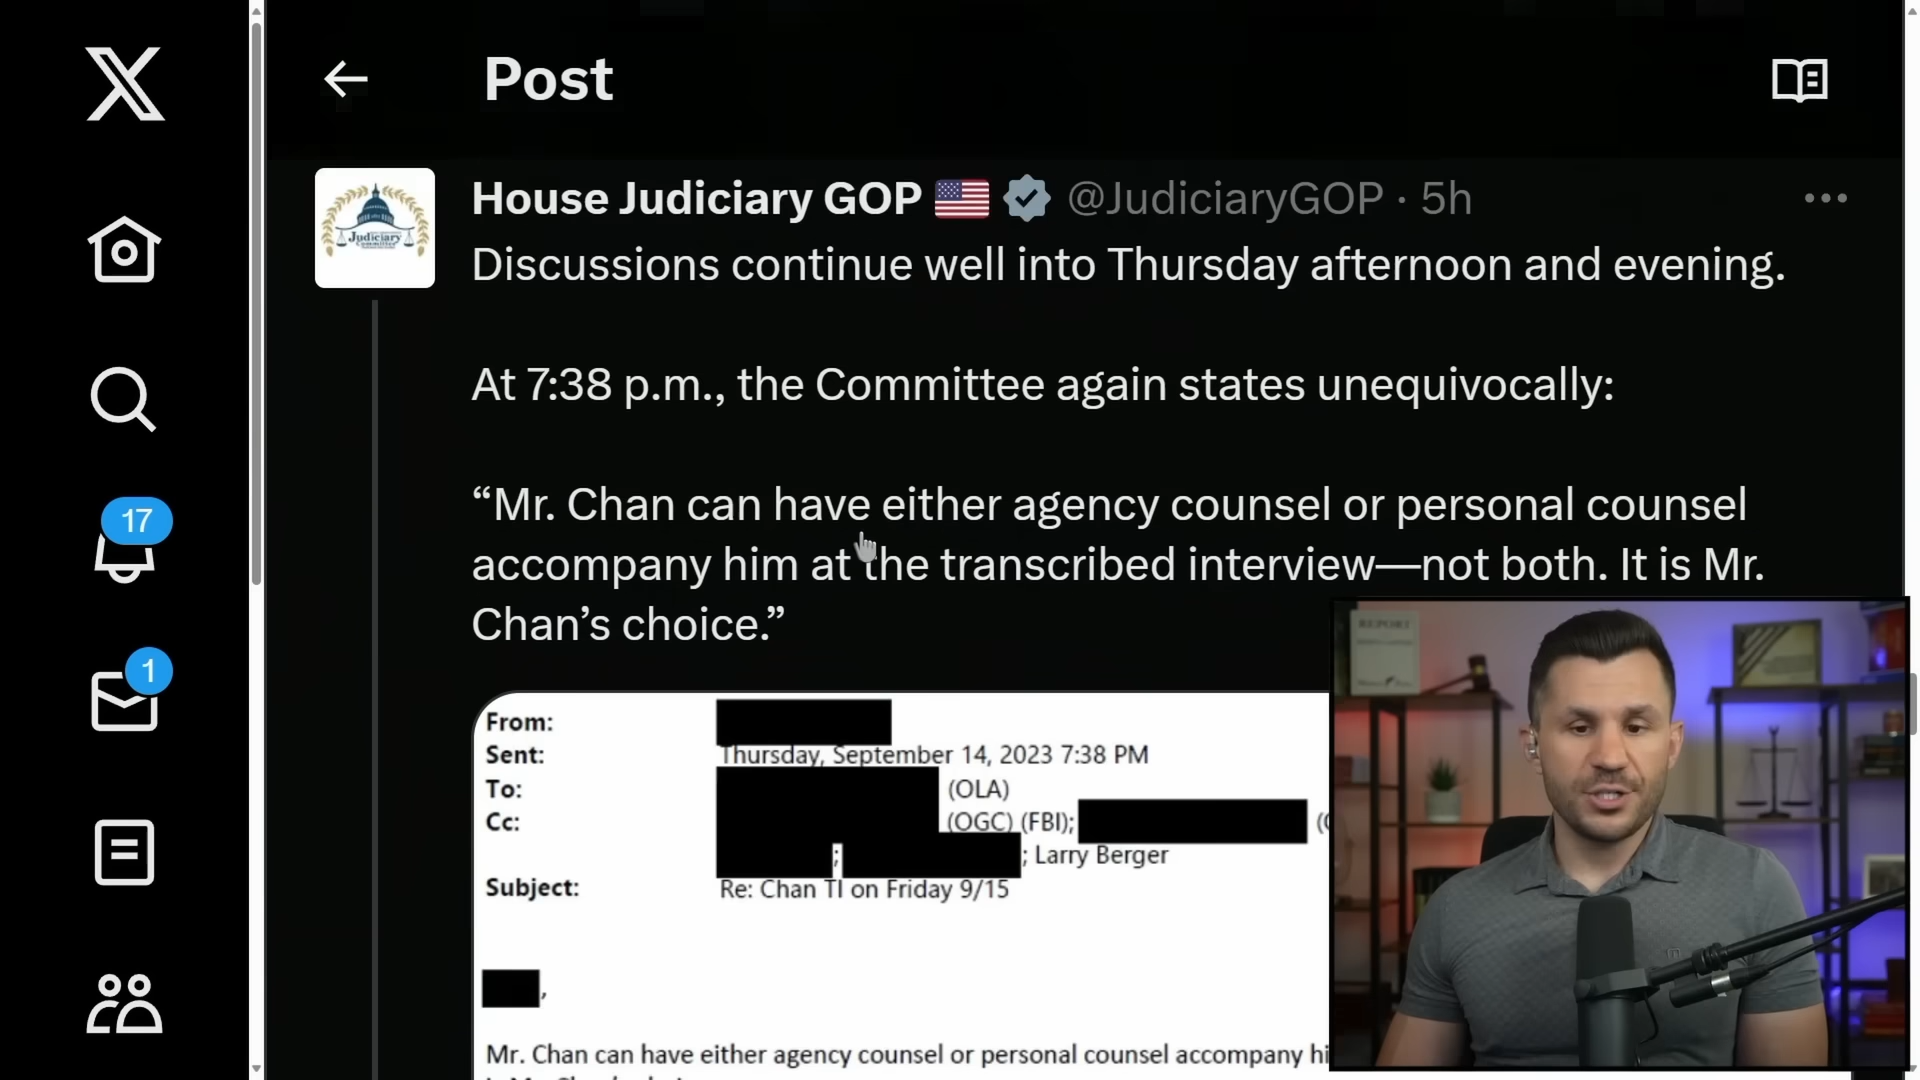 Post
House Judiciary GOP @JudiciaryGOP · 5h
Discussions continue well into Thursday afternoon and evening.
At 7:38 p.m., the Committee again states unequivocally:
“Mr. Chan can have either agency counsel or personal counsel
accompany him at the transcribed interview—not both. It is Mr.
Chan’s choice.”
17
1
Judiciary
Committee
REPORT
From:
Sent: Thursday, September 14, 2023 7:38 PM
To: (OLA)
Cc: (OGC) (FBI);
; ; Larry Berger
Subject: Re: Chan TI on Friday 9/15
,
Mr. Chan can have either agency counsel or personal counsel accompany